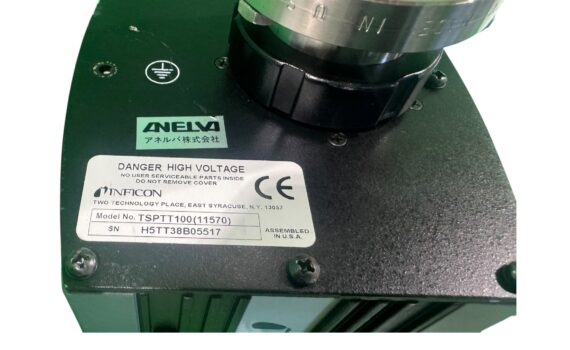 ANELVA
アネルバ株式会社
DANGER HIGH VOLTAGE
NO USER SERVICEABLE PARTS INSIDE
DO NOT REMOVE COVER
INFICON
CE
TWO TECHNOLOGY PLACE, EAST SYRACUSE, N.Y. 13057
Model No. TSPTT100(11570)
SN H5TT38B05517
ASSEMBLED
IN U.S.A.